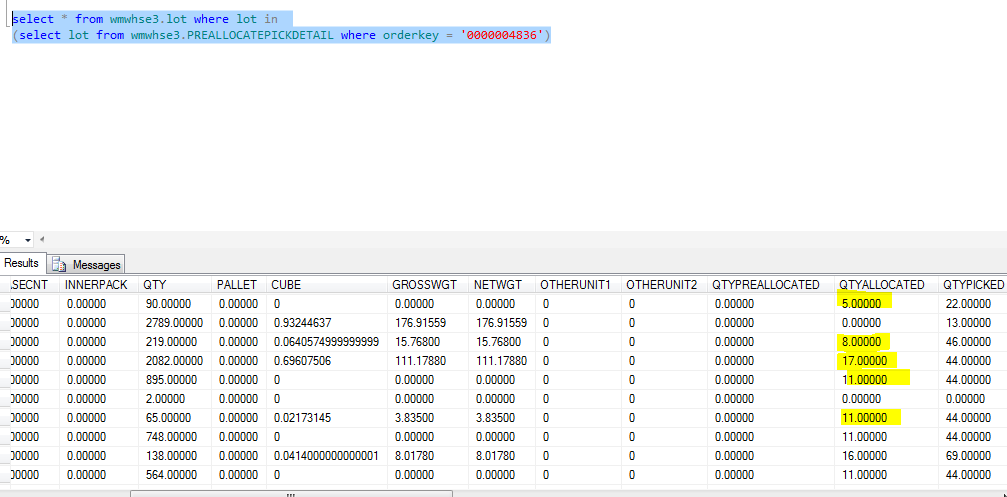 select * from wmwhse3.lot where lot in
(select lot from wmwhse3.PREALLOCATEPICKDETAIL where orderkey = '0000004836')
%
Results Messages
SECNT INNERPACK QTY PALLET CUBE GROSSWGT NETWGT OTHERUNIT1 OTHERUNIT2 QTYPREALLOCATED QTYALLOCATED QTYPICKED
00000 0.00000 90.00000 0.00000 0 0.00000 0.00000 0 0 0.00000 5.00000 22.00000
00000 0.00000 2789.00000 0.00000 0.93244637 176.91559 176.91559 0 0 0.00000 0.00000 13.00000
00000 0.00000 219.00000 0.00000 0.0640574999999999 15.76800 15.76800 0 0 0.00000 8.00000 46.00000
00000 0.00000 2082.00000 0.00000 0.69607506 111.17880 111.17880 0 0 0.00000 17.00000 44.00000
00000 0.00000 895.00000 0.00000 0 0.00000 0.00000 0 0 0.00000 11.00000 44.00000
00000 0.00000 2.00000 0.00000 0 0.00000 0.00000 0 0 0.00000 0.00000 0.00000
00000 0.00000 65.00000 0.00000 0.02173145 3.83500 3.83500 0 0 0.00000 11.00000 44.00000
00000 0.00000 748.00000 0.00000 0 0.00000 0.00000 0 0 0.00000 11.00000 44.00000
00000 0.00000 138.00000 0.00000 0.0414000000000001 8.01780 8.01780 0 0 0.00000 16.00000 69.00000
00000 0.00000 564.00000 0.00000 0 0.00000 0.00000 0 0 0.00000 11.00000 44.00000